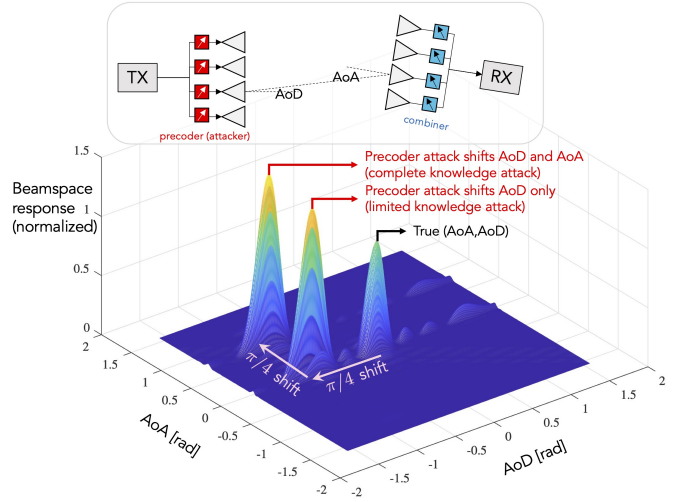 TX
AoD
AoA
RX
precoder (attacker)
combiner
Precoder attack shifts AoD and AoA
(complete knowledge attack)
Precoder attack shifts AoD only
(limited knowledge attack)
True (AoA,AoD)
Beamspace
response
(normalized)
1.5
1
0.5
0
π/4 shift
π/4 shift
2
1.5
1
0.5
0
-0.5
-1
-1.5
-2
AoA [rad]
-2
-1.5
-1
-0.5
0
0.5
1
1.5
2
AoD [rad]